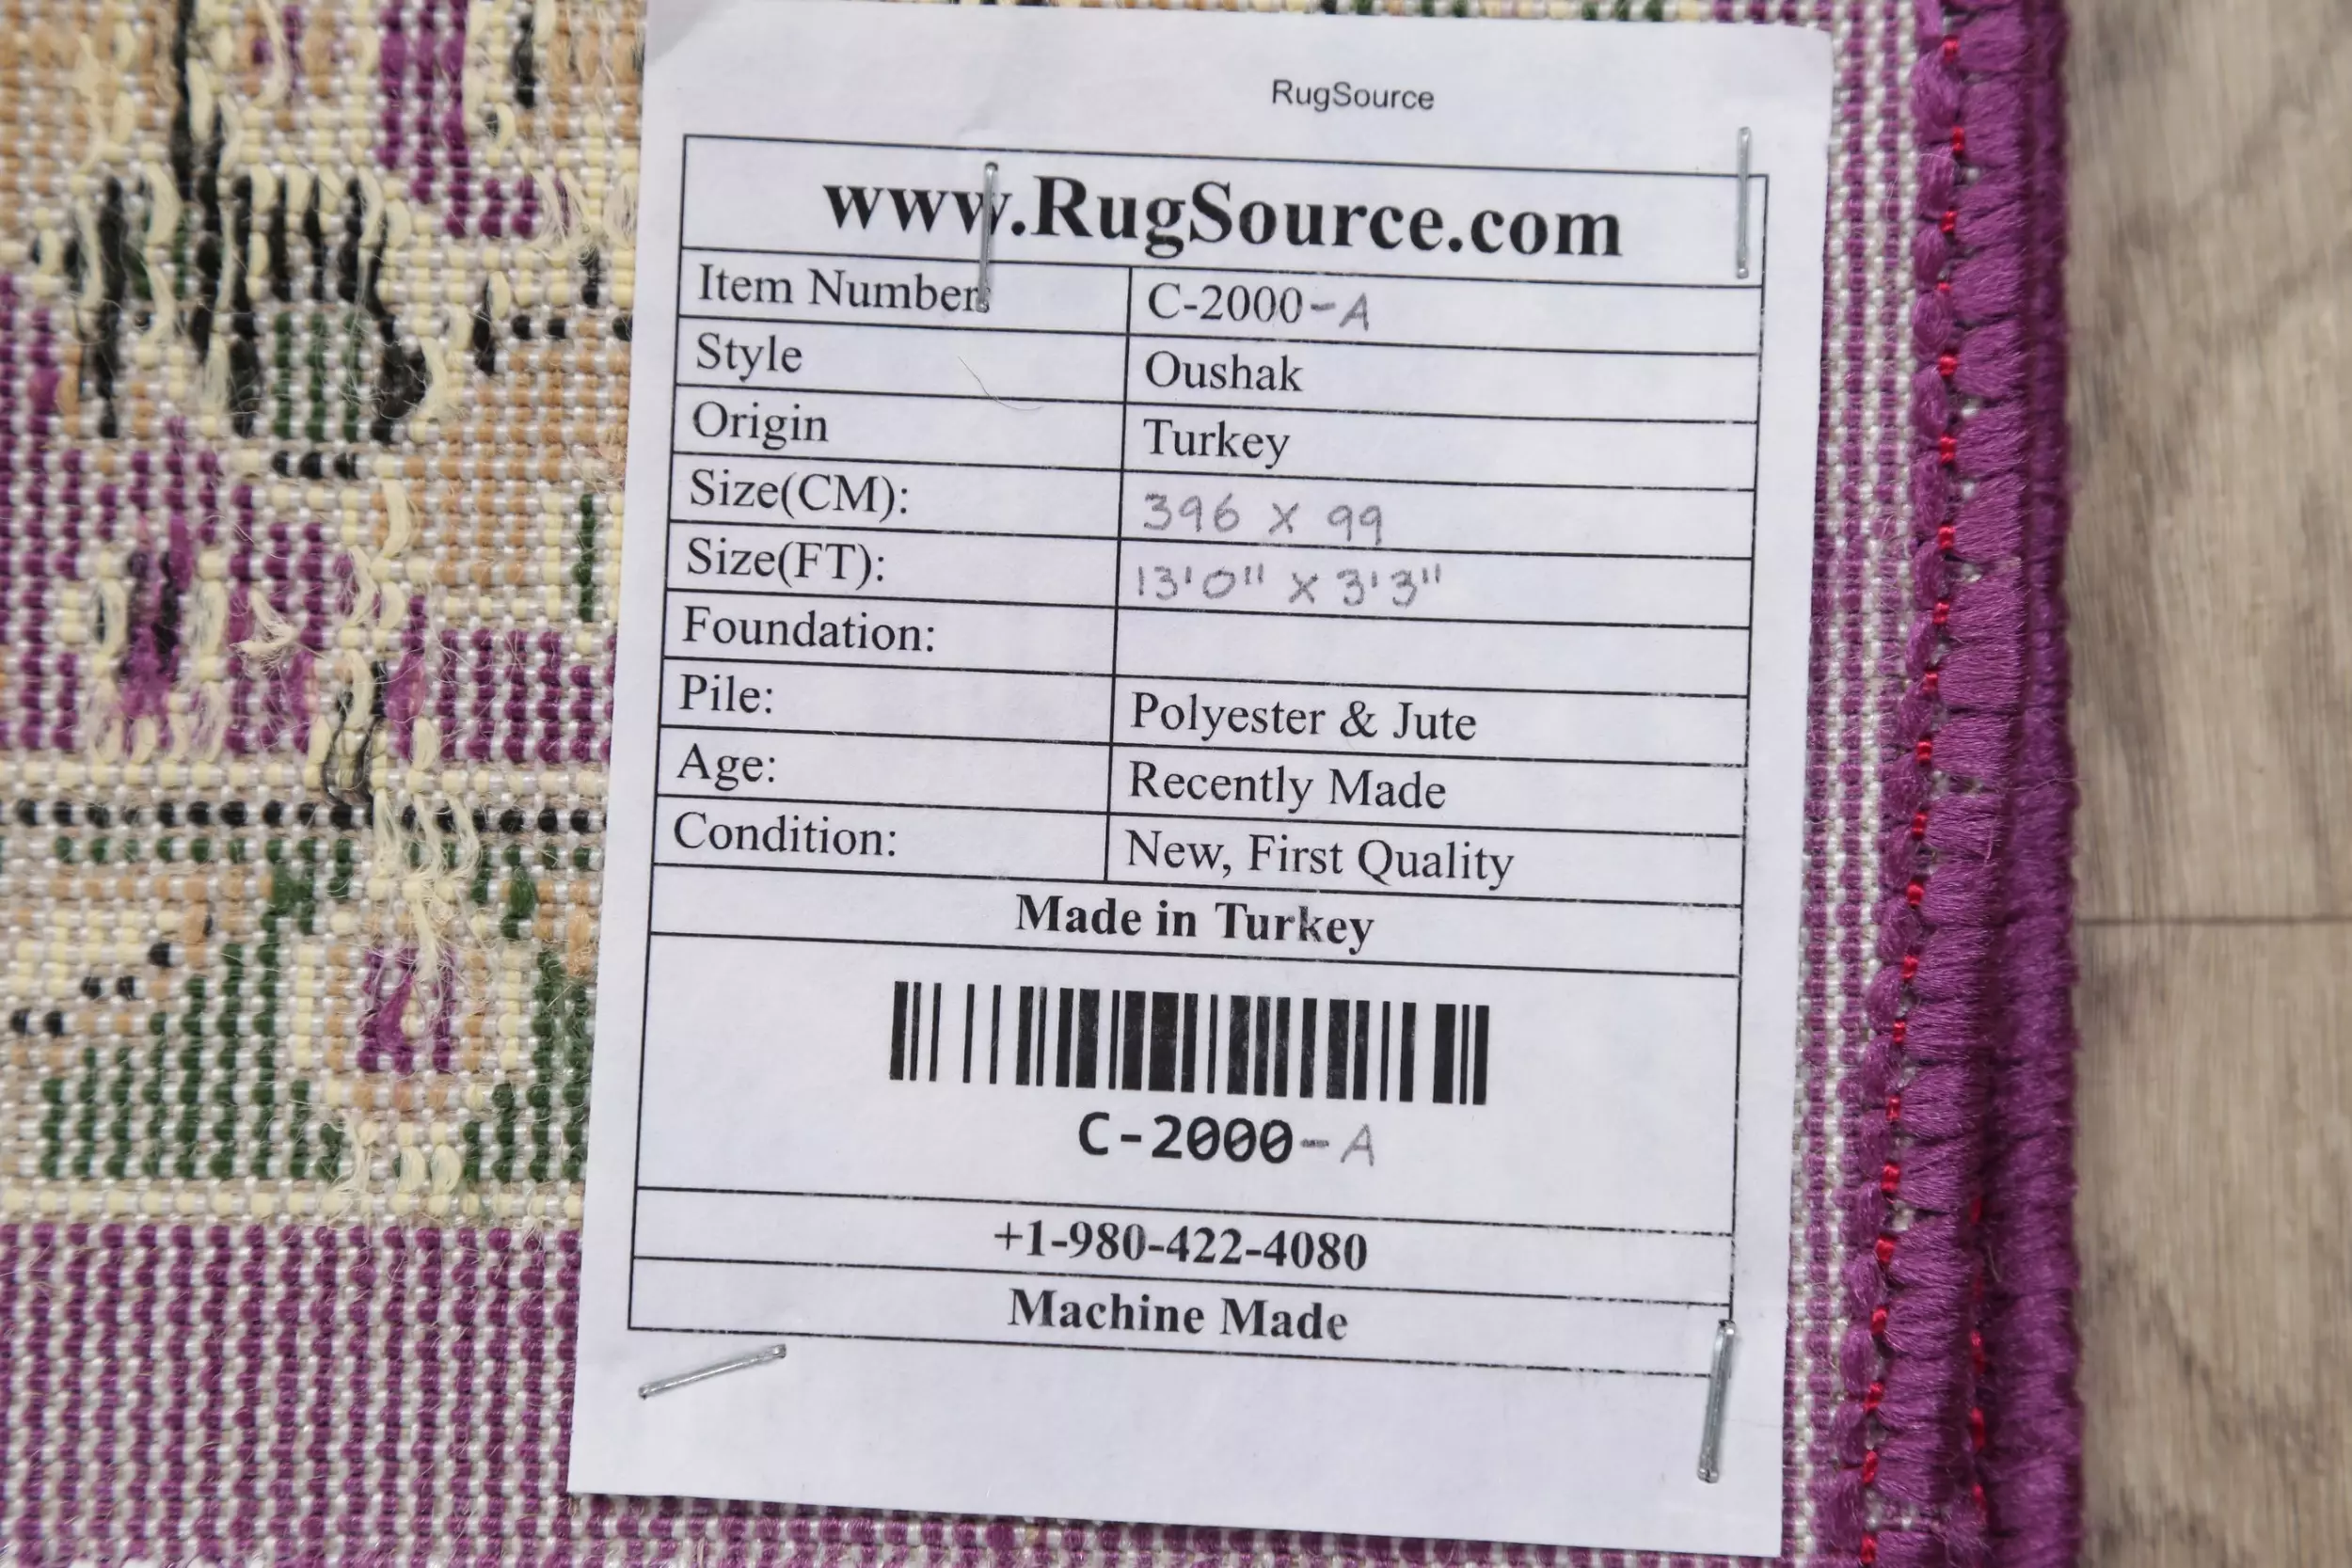 RugSource
www.RugSource.com
Item Number: C-2000-A
Style Oushak
Origin Turkey
Size(CM): 396 x 99
Size(FT): 13'0" x 3'3"
Foundation:
Pile: Polyester & Jute
Age: Recently Made
Condition: New, First Quality
Made in Turkey
C-2000-A
+1-980-422-4080
Machine Made